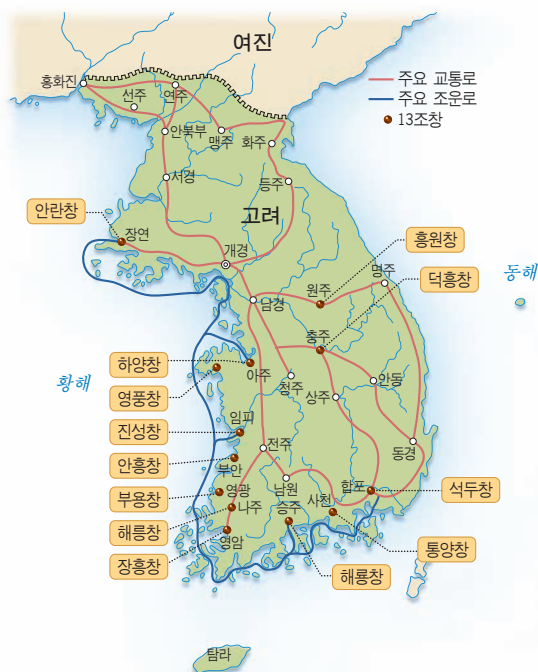 여진
홍화진
선주
연주
주요 교통로
주요 조운로
13조창
안북부
맹주
화주
서경
등주
안란창
장연
고려
개경
흥원창
명주
덕흥창
동해
원주
남경
충주
하양창
아주
황해
영풍창
청주
상주
안동
진성창
임피
안흥창
부안
전주
동경
부용창
영광
남원
사천
합포
석두창
해릉창
나주
승주
장흥창
영암
통양창
해룡창
탐라